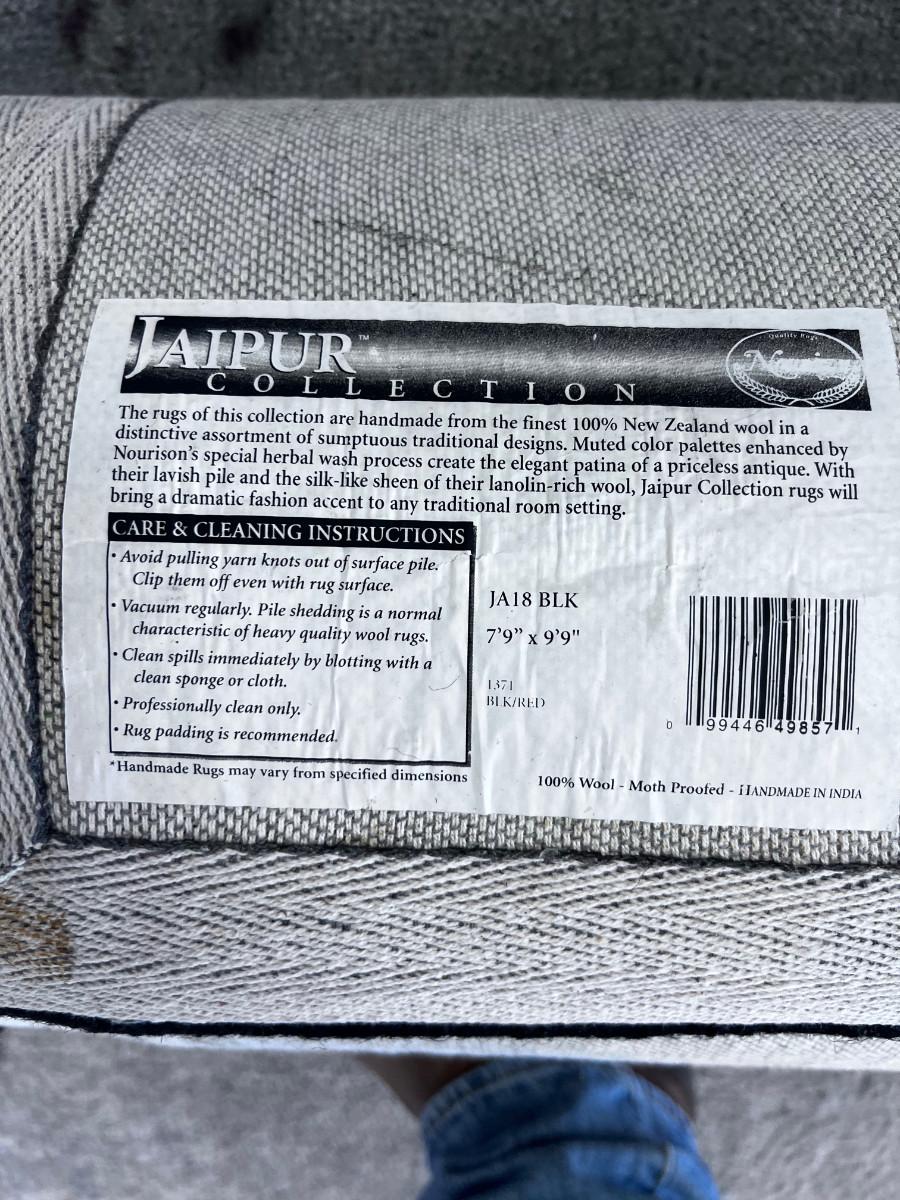 JAIPUR™
COLLECTION
Quality Rugs
The rugs of this collection are handmade from the finest 100% New Zealand wool in a
distinctive assortment of sumptuous traditional designs. Muted color palettes enhanced by
Nourison's special herbal wash process create the elegant patina of a priceless antique. With
their lavish pile and the silk-like sheen of their lanolin-rich wool, Jaipur Collection rugs will
bring a dramatic fashion accent to any traditional room setting.
CARE & CLEANING INSTRUCTIONS
• Avoid pulling yarn knots out of surface pile.
Clip them off even with rug surface.
• Vacuum regularly. Pile shedding is a normal
characteristic of heavy quality wool rugs.
• Clean spills immediately by blotting with a
clean sponge or cloth.
• Professionally clean only.
• Rug padding is recommended.
*Handmade Rugs may vary from specified dimensions
JA18 BLK
7'9" x 9'9"
1371
BLK/RED
0 99446 49857 1
100% Wool - Moth Proofed - HANDMADE IN INDIA